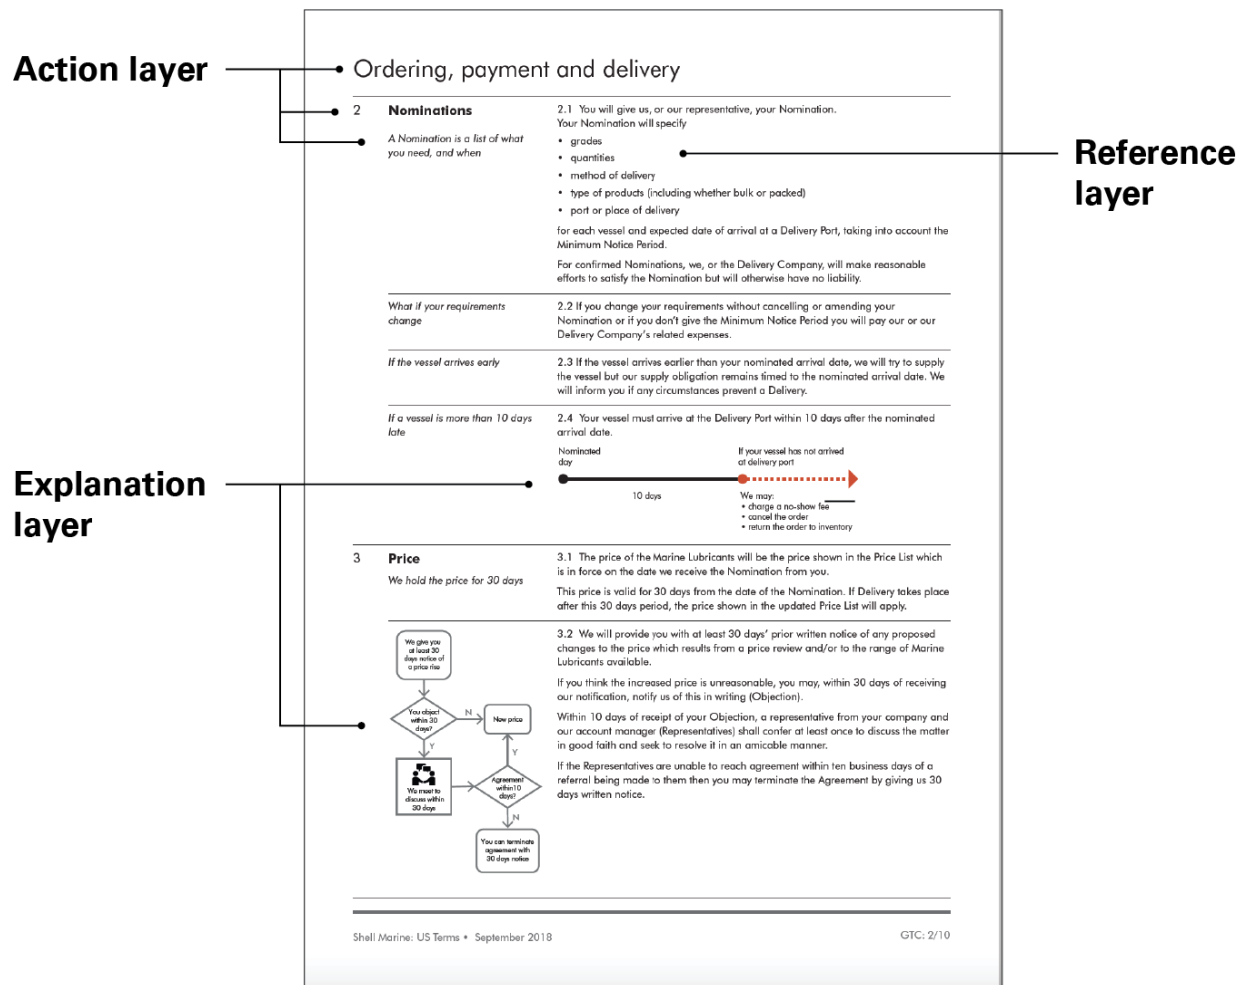 Action layer
Ordering, payment and delivery
2 Nominations
A Nomination is a list of what
you need, and when
2.1 You will give us, or our representative, your Nomination.
Your Nomination will specify
• grades
• quantities
• method of delivery
• type of products (including whether bulk or packed)
• port or place of delivery
for each vessel and expected date of arrival at a Delivery Port, taking into account the
Minimum Notice Period.
For confirmed Nominations, we, or the Delivery Company, will make reasonable
efforts to satisfy the Nomination but will otherwise have no liability.
Reference
layer
What if your requirements
change
2.2 If you change your requirements without cancelling or amending your
Nomination or if you don't give the Minimum Notice Period you will pay our or our
Delivery Company's related expenses.
If the vessel arrives early
2.3 If the vessel arrives earlier than your nominated arrival date, we will try to supply
the vessel but our supply obligation remains timed to the nominated arrival date. We
will inform you if any circumstances prevent a Delivery.
If a vessel is more than 10 days
late
2.4 Your vessel must arrive at the Delivery Port within 10 days after the nominated
arrival date.
Nominated
day
If your vessel has not arrived
at delivery port
10 days
We may:
• charge a no-show fee
• cancel the order
• return the order to inventory
Explanation
layer
3 Price
We hold the price for 30 days
3.1 The price of the Marine Lubricants will be the price shown in the Price List which
is in force on the date we receive the Nomination from you.
This price is valid for 30 days from the date of the Nomination. If Delivery takes place
after this 30 days period, the price shown in the updated Price List will apply.
We give you
at least 30
days notice of
a price rise
You object
within 30
days?
N
New price
Y
We meet to
discuss within
30 days
Y
Agreement
within10
days?
N
You can terminate
agreement with
30 days notice
3.2 We will provide you with at least 30 days' prior written notice of any proposed
changes to the price which results from a price review and/or to the range of Marine
Lubricants available.
If you think the increased price is unreasonable, you may, within 30 days of receiving
our notification, notify us of this in writing (Objection).
Within 10 days of receipt of your Objection, a representative from your company and
our account manager (Representatives) shall confer at least once to discuss the matter
in good faith and seek to resolve it in an amicable manner.
If the Representatives are unable to reach agreement within ten business days of a
referral being made to them then you may terminate the Agreement by giving us 30
days written notice.
Shell Marine: US Terms • September 2018
GTC: 2/10